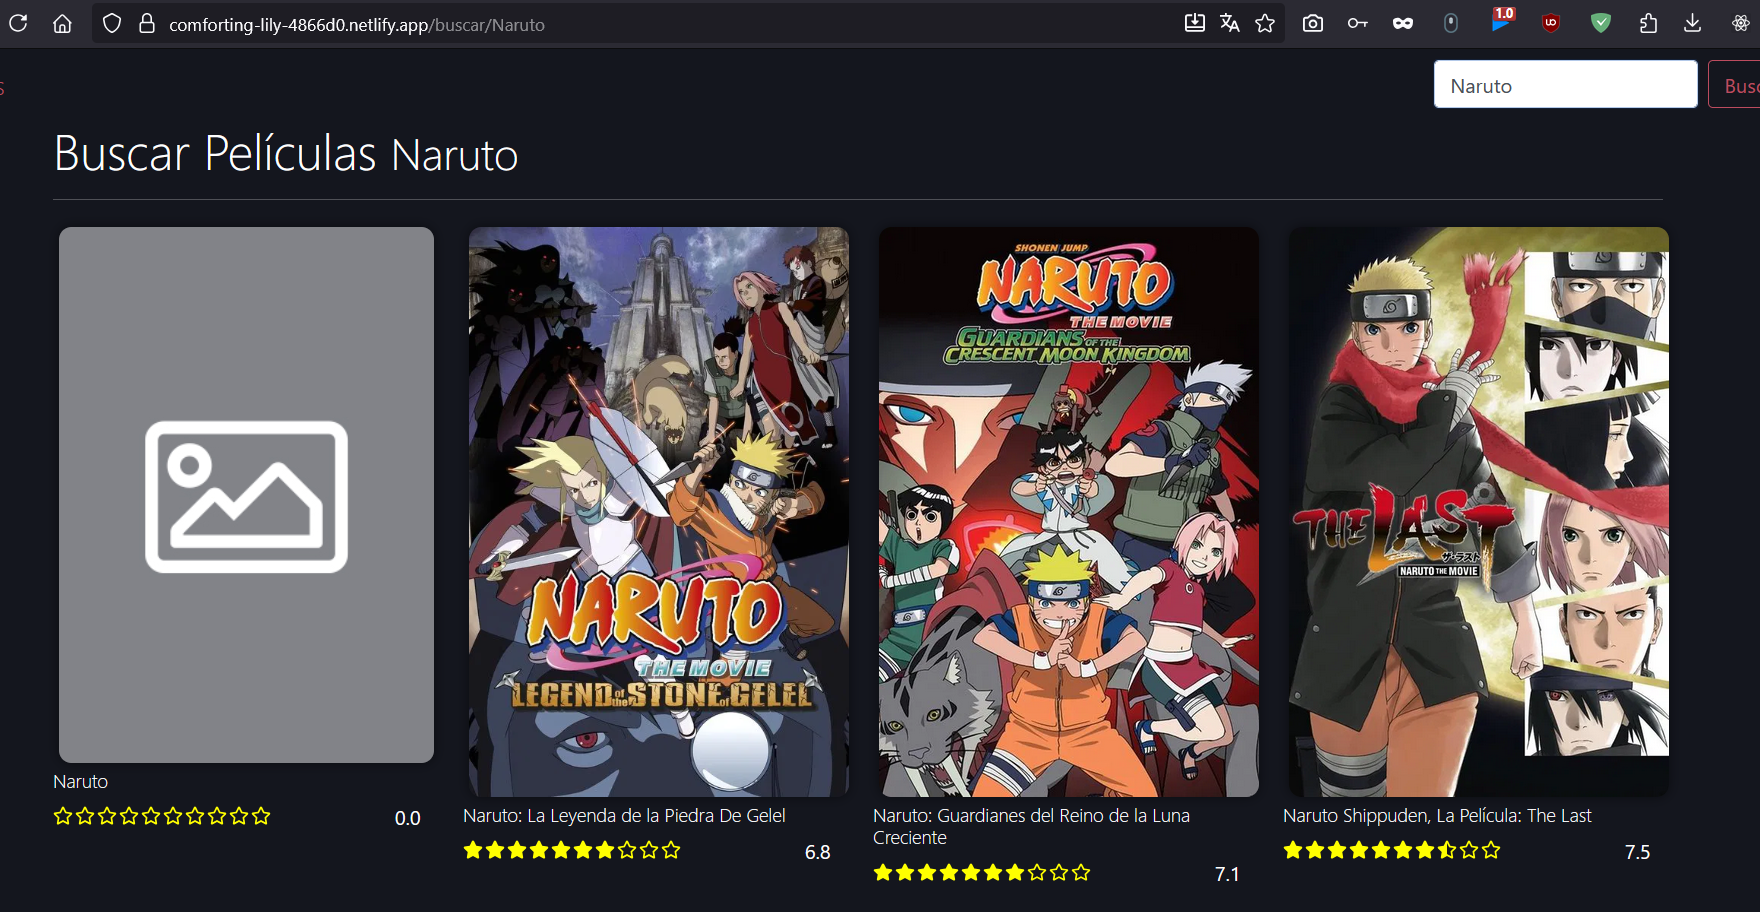 comforting-lily-4866d0.netlify.app/buscar/Naruto
1.0
s
Naruto
Busc
Buscar Películas Naruto
SHONEN JUMP
NARUTO
THE MOVIE
GUARDIANS OF THE
CRESCENT MOON KINGDOM
THE LAST
ザ・ラスト
NARUTO THE MOVIE
NARUTO
THE MOVIE
LEGEND of the STONE of GELEL
Naruto
0.0
Naruto: La Leyenda de la Piedra De Gelel
6.8
Naruto: Guardianes del Reino de la Luna
Creciente
7.1
Naruto Shippuden, La Película: The Last
7.5